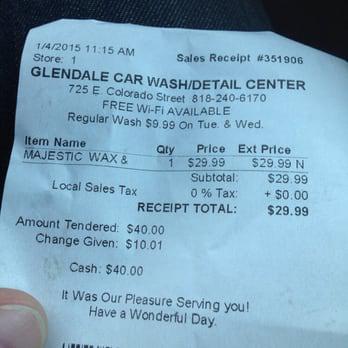 1/4/2015 11:15 AM
Store: 1 Sales Receipt #351906
GLENDALE CAR WASH/DETAIL CENTER
725 E. Colorado Street 818-240-6170
FREE Wi-Fi AVAILABLE
Regular Wash $9.99 On Tue. & Wed.
Item Name Qty Price Ext Price
MAJESTIC WAX & 1 $29.99 $29.99 N
Subtotal: $29.99
Local Sales Tax 0 % Tax: + $0.00
RECEIPT TOTAL: $29.99
Amount Tendered: $40.00
Change Given: $10.01
Cash: $40.00
It Was Our Pleasure Serving you!
Have a Wonderful Day.